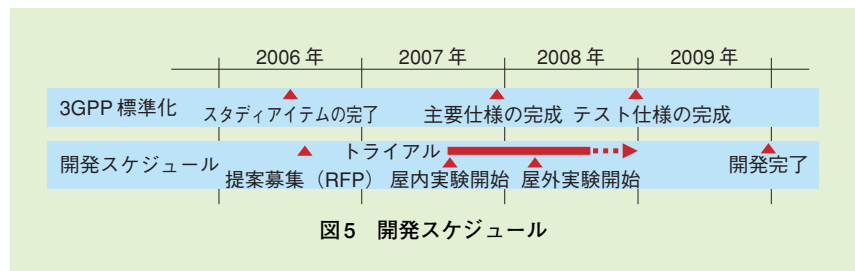 2006年 2007年 2008年 2009年
3GPP標準化
スタディアイテムの完了 主要仕様の完成 テスト仕様の完成
開発スケジュール
トライアル
提案募集（RFP） 屋内実験開始 屋外実験開始
開発完了
図5 開発スケジュール